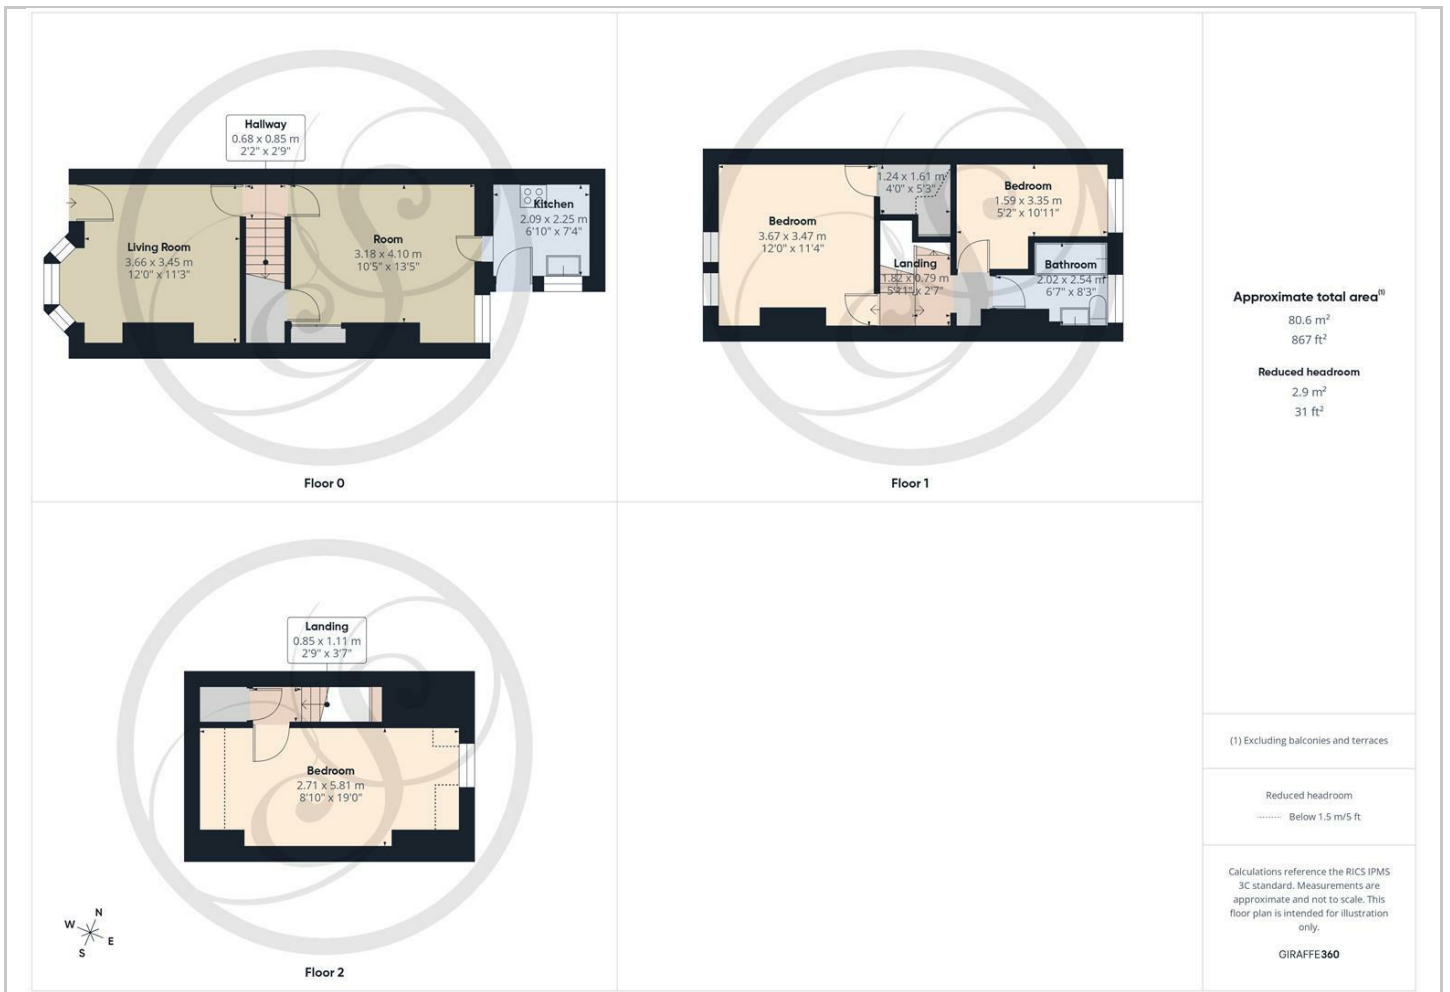 Hallway
0.68 x 0.85 m
2'2" x 2'9"
Living Room
3.66 x 3.45 m
12'0" x 11'3"
Room
3.18 x 4.10 m
10'5" x 13'5"
Kitchen
2.09 x 2.25 m
6'10" x 7'4"
Floor 0
Bedroom
3.67 x 3.47 m
12'0" x 11'4"
1.24 x 1.61 m
4'0" x 5'3"
Landing
1.82 x 0.79 m
5'11" x 2'7"
Bedroom
1.59 x 3.35 m
5'2" x 10'11"
Bathroom
2.02 x 2.54 m
6'7" x 8'3"
Floor 1
Landing
0.85 x 1.11 m
2'9" x 3'7"
Bedroom
2.71 x 5.81 m
8'10" x 19'0"
Floor 2
N
W
E
S
Approximate total area(1)
80.6 m²
867 ft²
Reduced headroom
2.9 m²
31 ft²
(1) Excluding balconies and terraces
Reduced headroom
Below 1.5 m/5 ft
Calculations reference the RICS IPMS
3C standard. Measurements are
approximate and not to scale. This
floor plan is intended for illustration
only.
GIRAFFE360